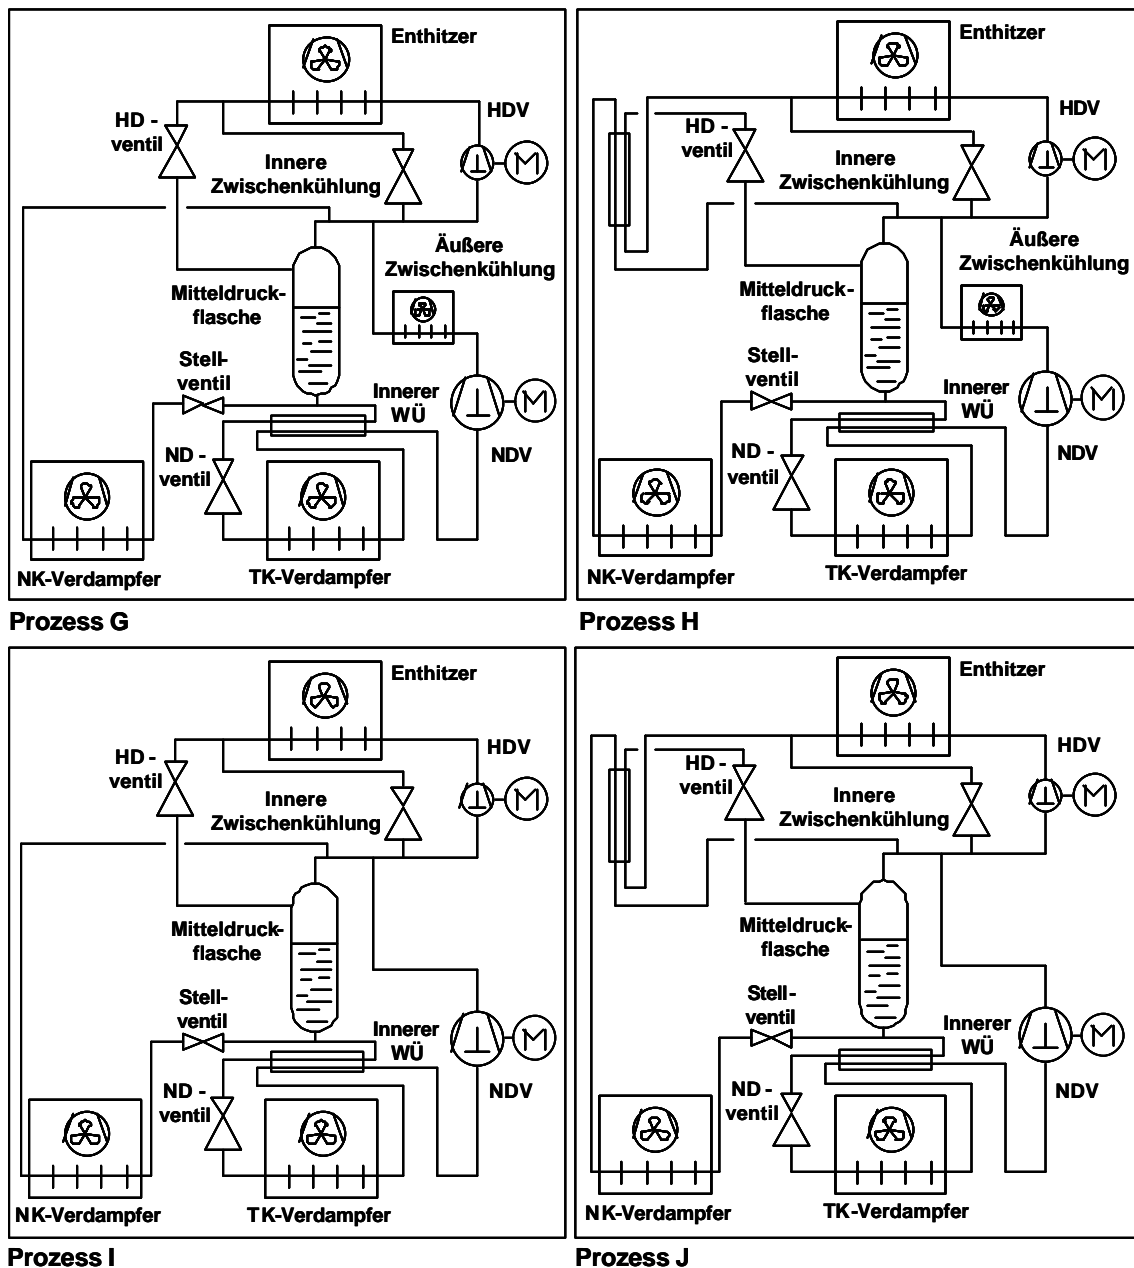 Enthitzer
HD -
ventil
HDV
Innere
Zwischenkühlung
M
Äußere
Zwischenkühlung
Mitteldruck-
flasche
Stell-
ventil
Innerer
WÜ
M
ND -
ventil
NDV
NK-Verdampfer
TK-Verdampfer
Prozess G
Enthitzer
HD -
ventil
HDV
Innere
Zwischenkühlung
M
Äußere
Zwischenkühlung
Mitteldruck-
flasche
Stell-
ventil
Innerer
WÜ
M
ND -
ventil
NDV
NK-Verdampfer
TK-Verdampfer
Prozess H
Enthitzer
HD -
ventil
HDV
Innere
Zwischenkühlung
M
Mitteldruck-
flasche
Stell-
ventil
Innerer
WÜ
M
ND -
ventil
NDV
NK-Verdampfer
TK-Verdampfer
Prozess I
Enthitzer
HD -
ventil
HDV
Innere
Zwischenkühlung
M
Mitteldruck-
flasche
Stell-
ventil
Innerer
WÜ
M
ND -
ventil
NDV
NK-Verdampfer
TK-Verdampfer
Prozess J